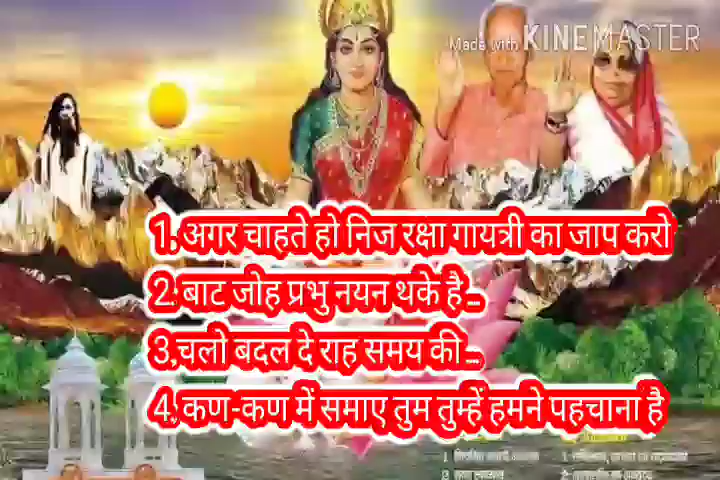 Made with KINEMASTER
1. अगर चाहते हो निज रक्षा गायत्री का जाप करो
2 बाट जोह प्रभु नयन थके है...
3,चलो बदल दे राह समय की...
4, कण-कण में समाए तुम तुम्हें हमने पहचाना है